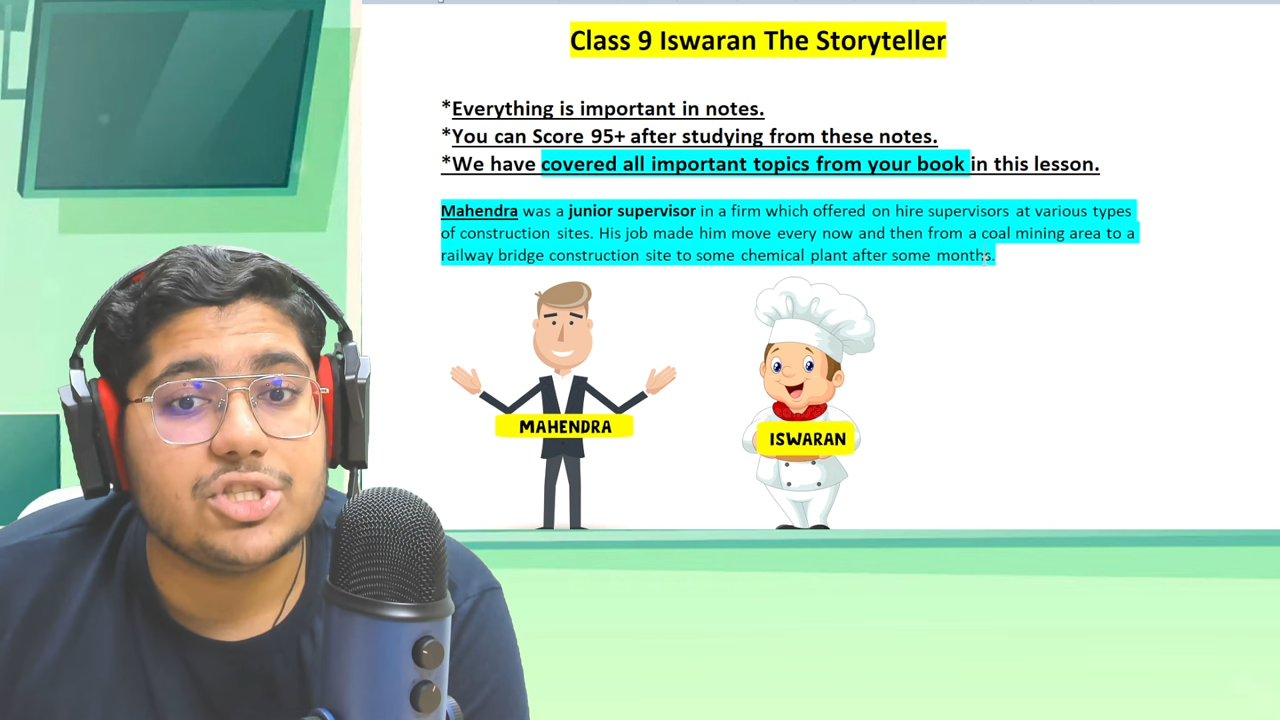 Class 9 Iswaran The Storyteller
*Everything is important in notes.
*You can Score 95+ after studying from these notes.
*We have covered all important topics from your book in this lesson.
Mahendra was a junior supervisor in a firm which offered on hire supervisors at various types
of construction sites. His job made him move every now and then from a coal mining area to a
railway bridge construction site to some chemical plant after some months.
MAHENDRA
ISWARAN